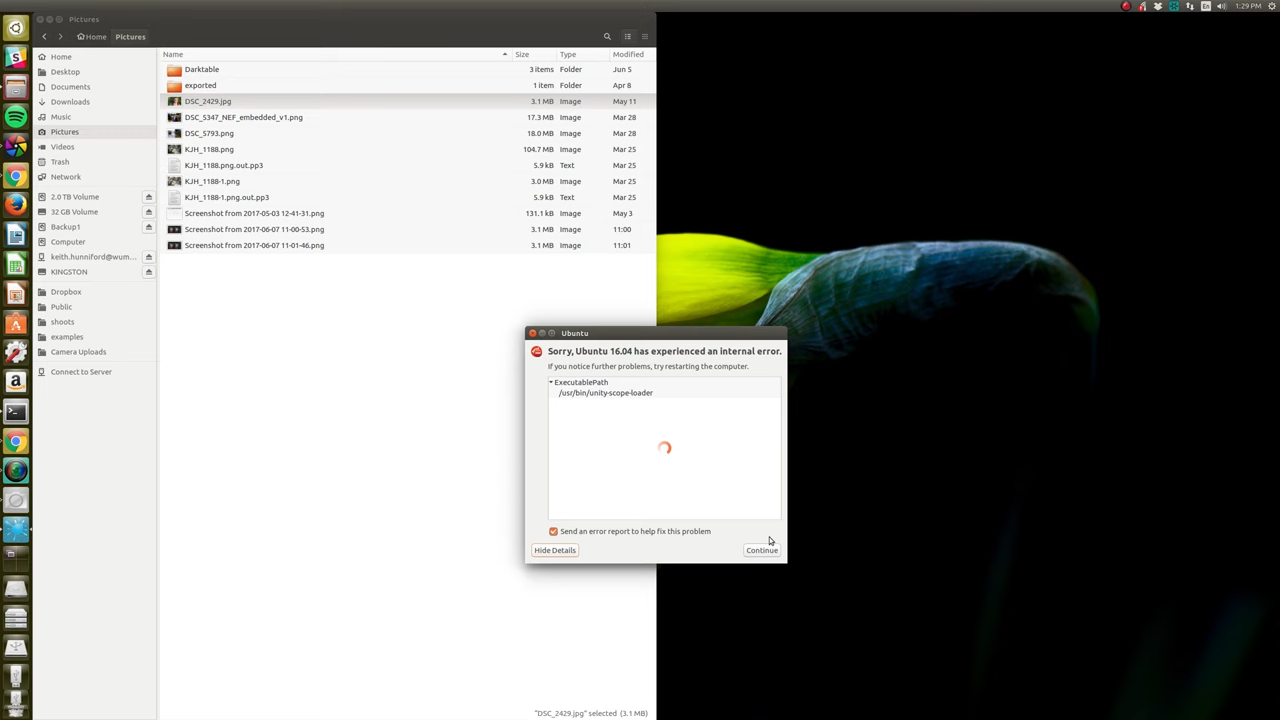 Pictures
En
1:29 PM
Home
Pictures
Name Size Type Modified
Home
Desktop
Documents
Downloads
Music
Pictures
Videos
Trash
Network
2.0 TB Volume
32 GB Volume
Backup1
Computer
keith.hunniford@wum...
KINGSTON
Dropbox
Public
shoots
examples
Camera Uploads
Connect to Server
Darktable 3 items Folder Jun 5
exported 1 item Folder Apr 8
DSC_2429.jpg 3.1 MB Image May 11
DSC_5347_NEF_embedded_v1.png 17.3 MB Image Mar 28
DSC_5793.png 18.0 MB Image Mar 28
KJH_1188.png 104.7 MB Image Mar 25
KJH_1188.png.out.pp3 5.9 kB Text Mar 25
KJH_1188-1.png 3.0 MB Image Mar 25
KJH_1188-1.png.out.pp3 5.9 kB Text Mar 25
Screenshot from 2017-05-03 12-41-31.png 131.1 kB Image May 3
Screenshot from 2017-06-07 11-00-53.png 3.1 MB Image 11:00
Screenshot from 2017-06-07 11-01-46.png 3.1 MB Image 11:01
Ubuntu
Sorry, Ubuntu 16.04 has experienced an internal error.
If you notice further problems, try restarting the computer.
ExecutablePath
/usr/bin/unity-scope-loader
Send an error report to help fix this problem
Hide Details
Continue
"DSC_2429.jpg" selected (3.1 MB)